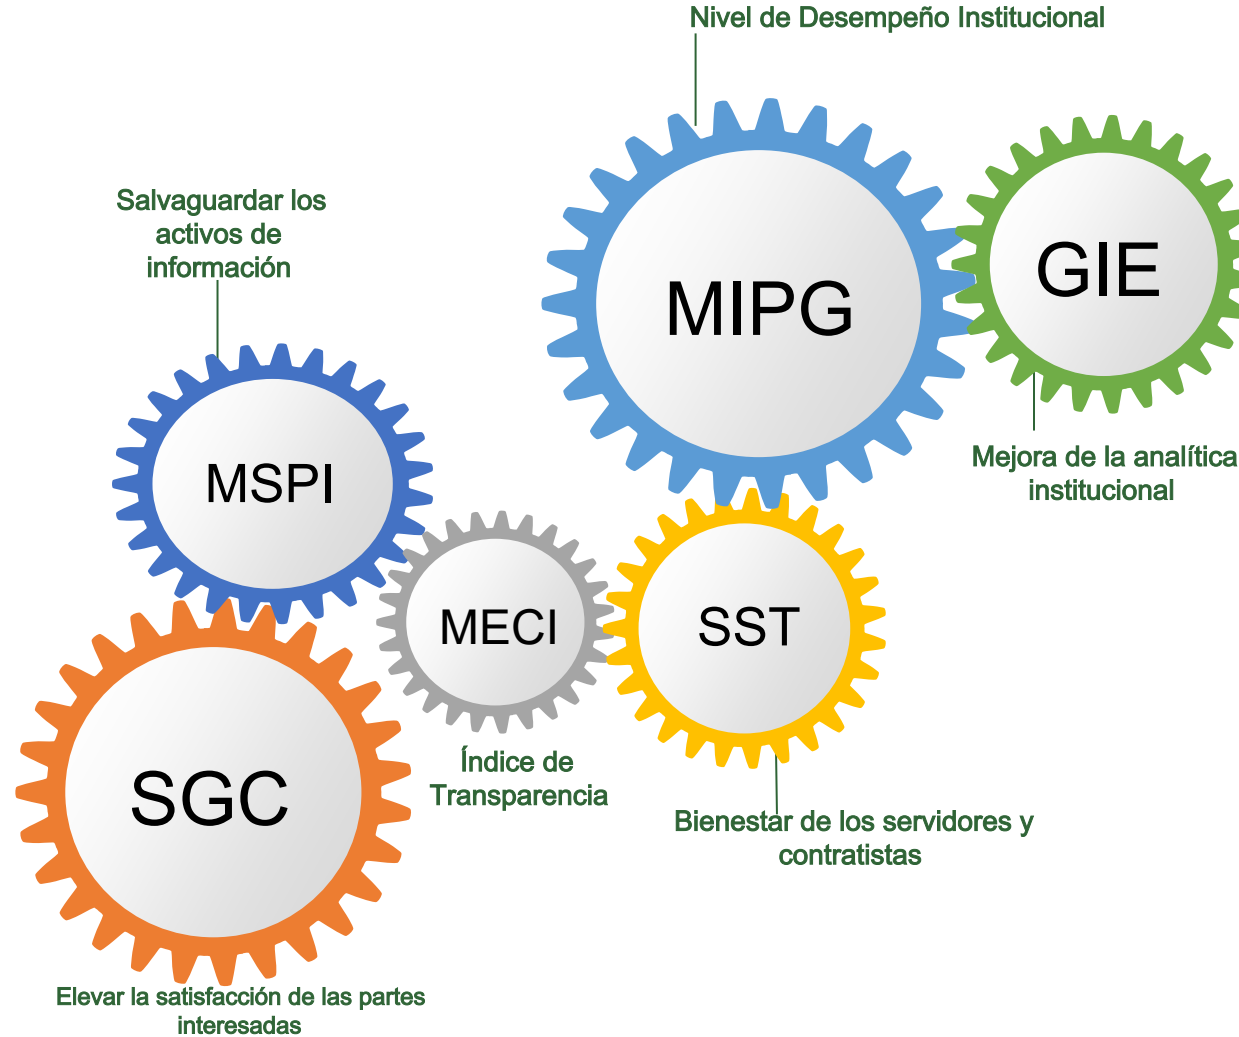 Nivel de Desempeño Institucional
MIPG
GIE
Mejora de la analítica
institucional
Salvaguardar los
activos de
información
MSPI
MECI
Índice de
Transparencia
SST
Bienestar de los servidores y
contratistas
SGC
Elevar la satisfacción de las partes
interesadas